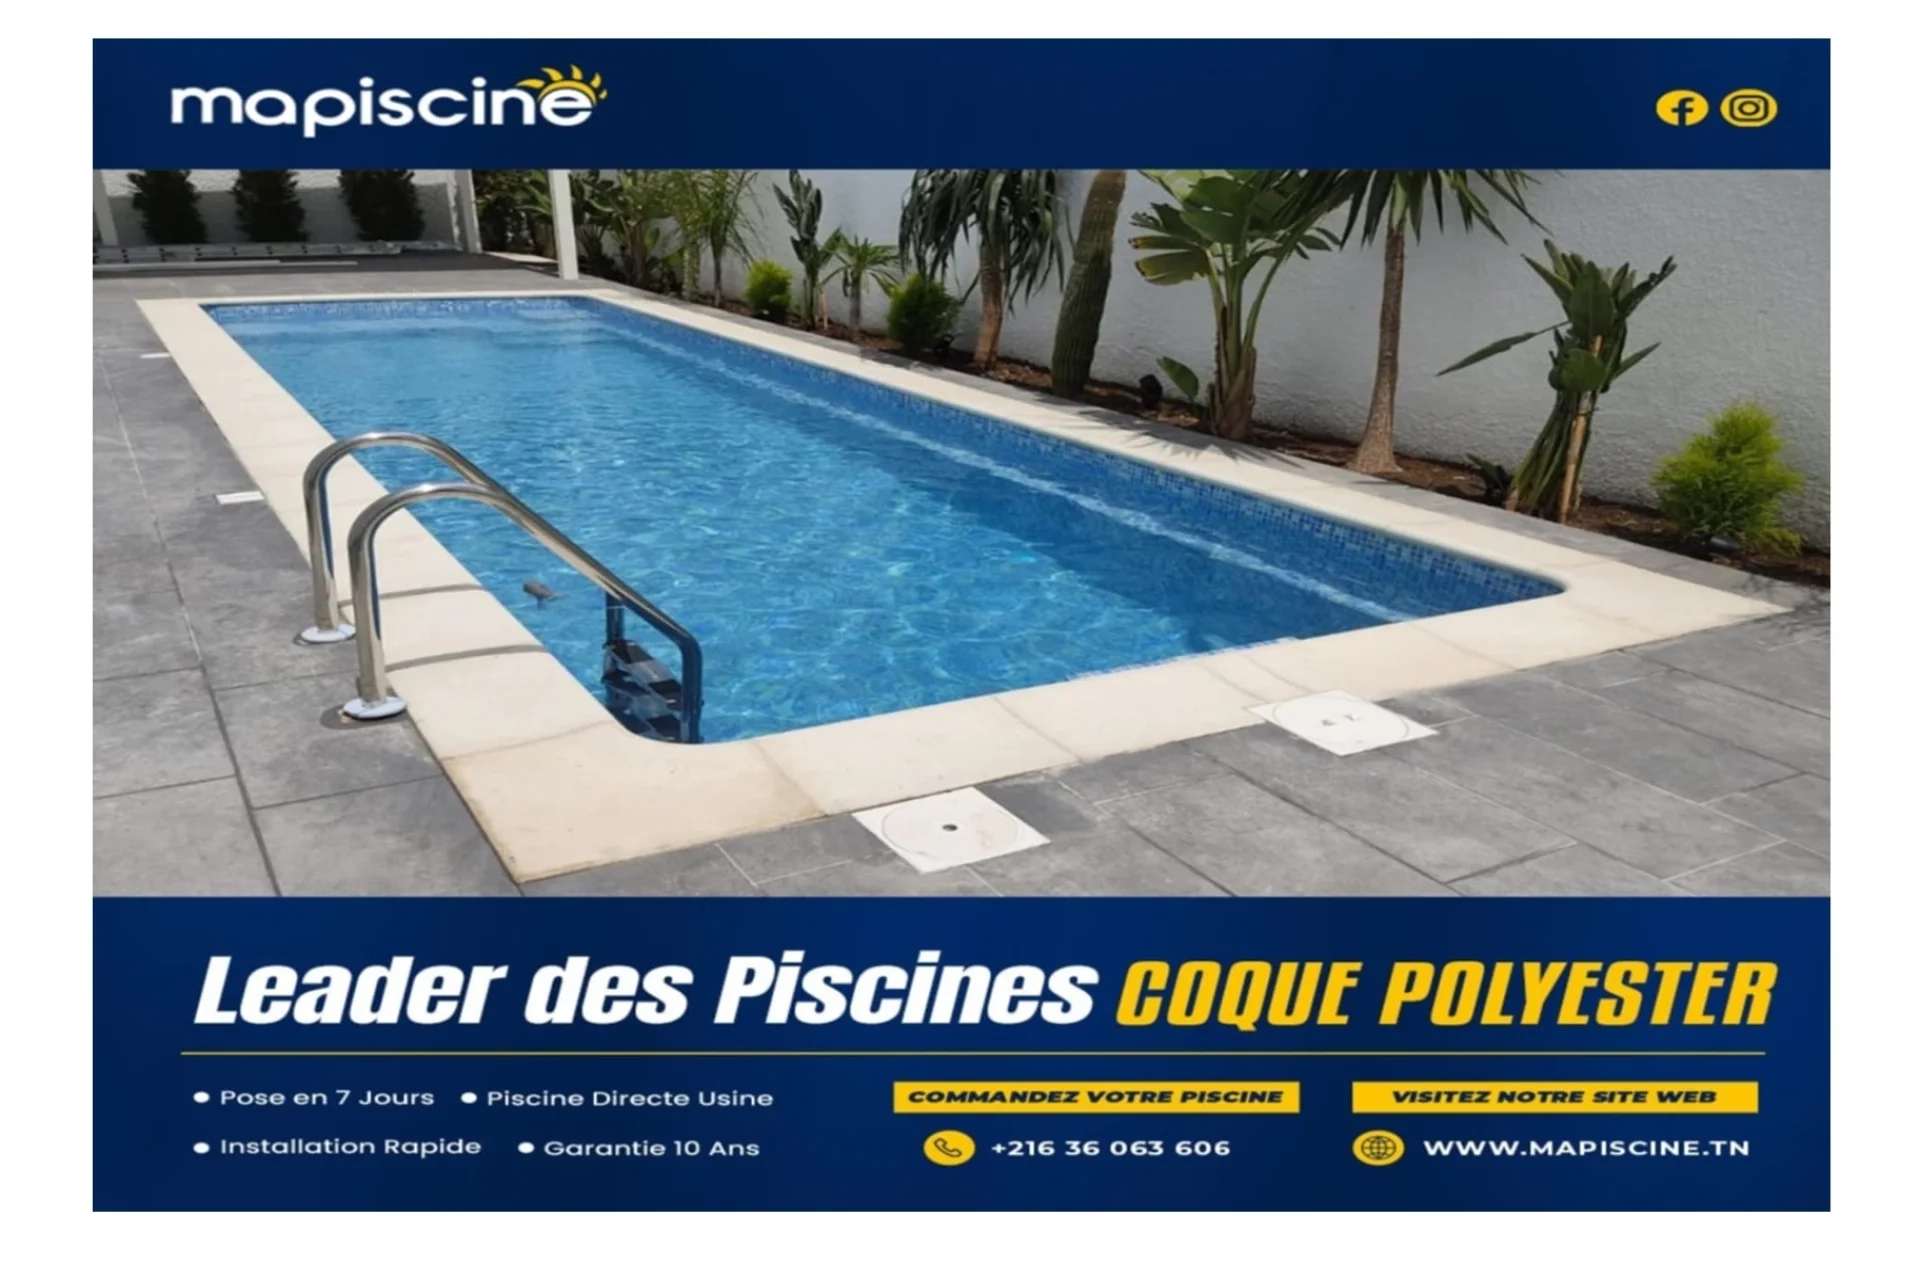 mapiscine
Leader des Piscines COQUE POLYESTER
• Pose en 7 Jours • Piscine Directe Usine
• Installation Rapide • Garantie 10 Ans
COMMANDEZ VOTRE PISCINE
+216 36 063 606
VISITEZ NOTRE SITE WEB
WWW.MAPISCINE.TN